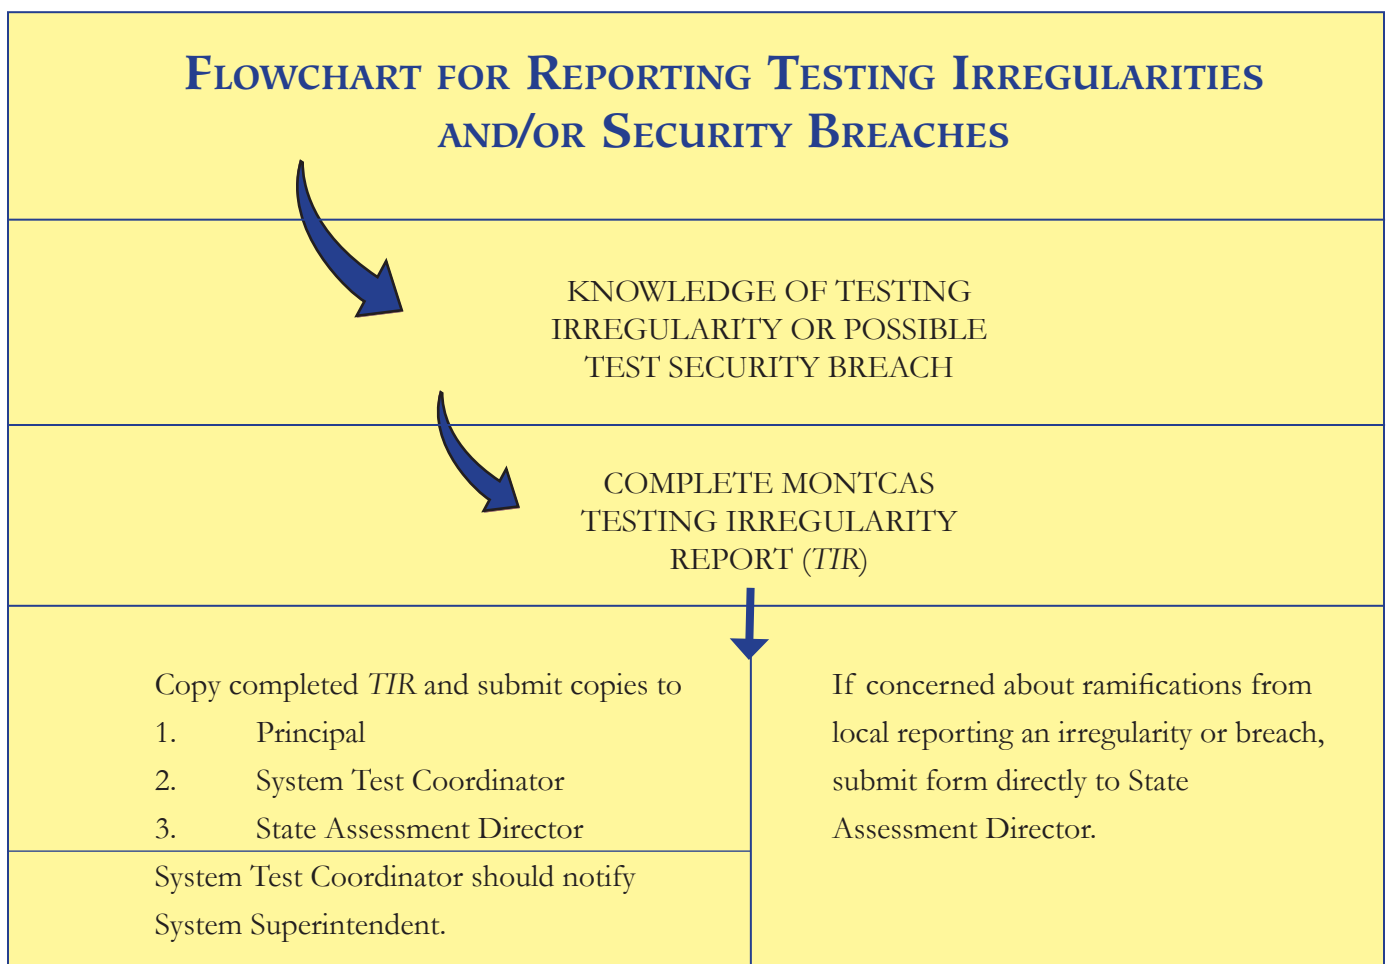 Flowchart for Reporting Testing Irregularities
and/or Security Breaches
KNOWLEDGE OF TESTING
IRREGULARITY OR POSSIBLE
TEST SECURITY BREACH
COMPLETE MONTCAS
TESTING IRREGULARITY
REPORT (TIR)
Copy completed TIR and submit copies to
1. Principal
2. System Test Coordinator
3. State Assessment Director
System Test Coordinator should notify
System Superintendent.
If concerned about ramifications from
local reporting an irregularity or breach,
submit form directly to State
Assessment Director.